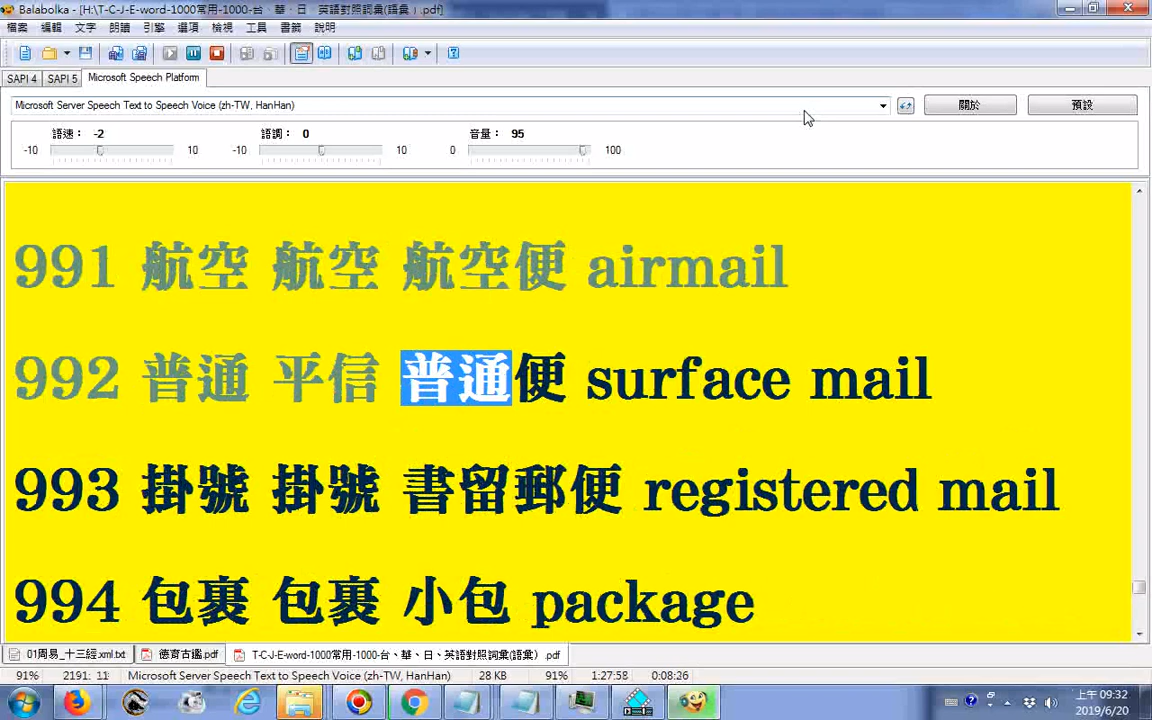 Balabolka - [H:\T-C-J-E-word-1000常用-1000-台、華、日、英語對照詞彙(語彙).pdf]
檔案 編輯 文字 朗讀 引擎 選項 檢視 工具 書籤 說明
SAPI 4 SAPI 5 Microsoft Speech Platform
Microsoft Server Speech Text to Speech Voice (zh-TW, HanHan) 關於 預設
語速： -2 語調： 0 音量： 95
-10 10 -10 10 0 100
991 航空 航空 航空便 airmail
992 普通 平信 普通便 surface mail
993 掛號 掛號 書留郵便 registered mail
994 包裹 包裹 小包 package
01周易_十三經.xml.txt 德育古鑑.pdf T-C-J-E-word-1000常用-1000-台、華、日、英語對照詞彙(語彙）.pdf
91% 2191: 11 Microsoft Server Speech Text to Speech Voice (zh-TW, HanHan) 28 KB 91% 1:27:58 0:08:26
上午 09:32
2019/6/20